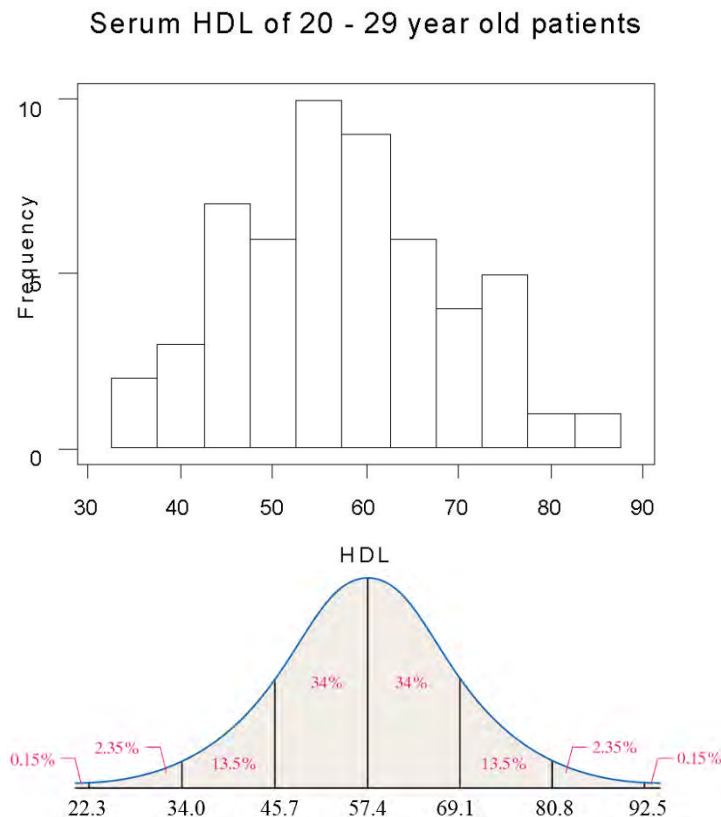 Serum HDL of 20 - 29 year old patients
10
5
0
Frequency
30 40 50 60 70 80 90
HDL
34% 34%
0.15% 2.35% 13.5% 13.5% 2.35% 0.15%
22.3 34.0 45.7 57.4 69.1 80.8 92.5